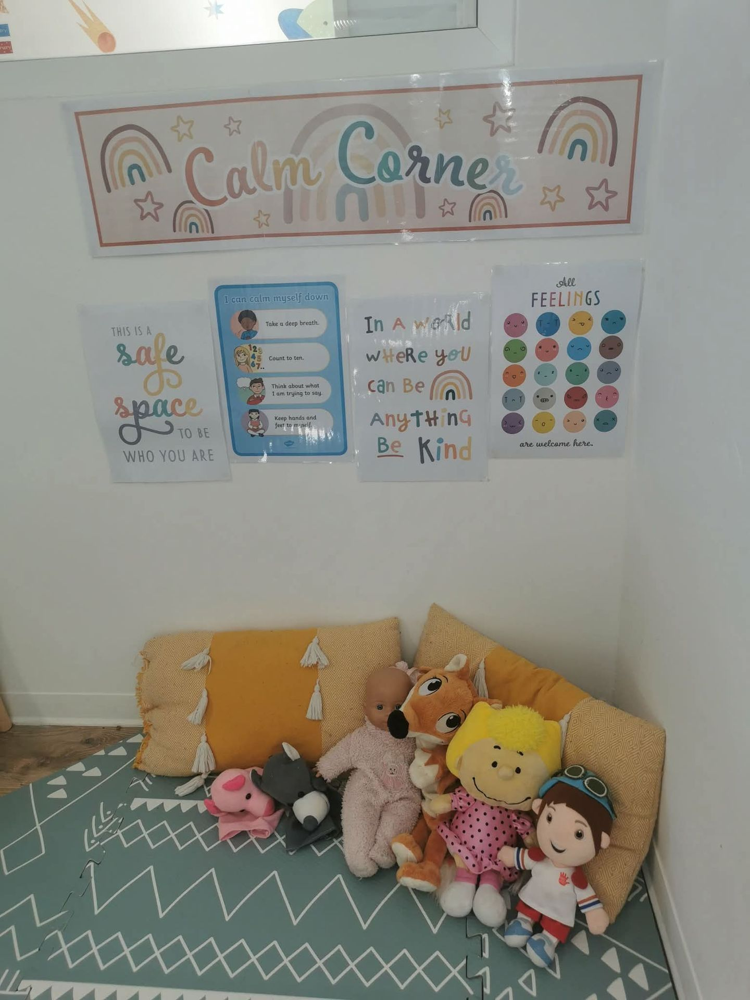 Calm Corner
THIS IS A
safe
space
TO BE
WHO YOU ARE
I can calm myself down
Take a deep breath.
123
45
67..
Count to ten.
Think about what
I am trying to say.
Keep hands and
feet to myself.
In A WORld
WHeRe yOU
can Be
AnyTHinG
Be Kind
All
FEELINGS
are welcome here.